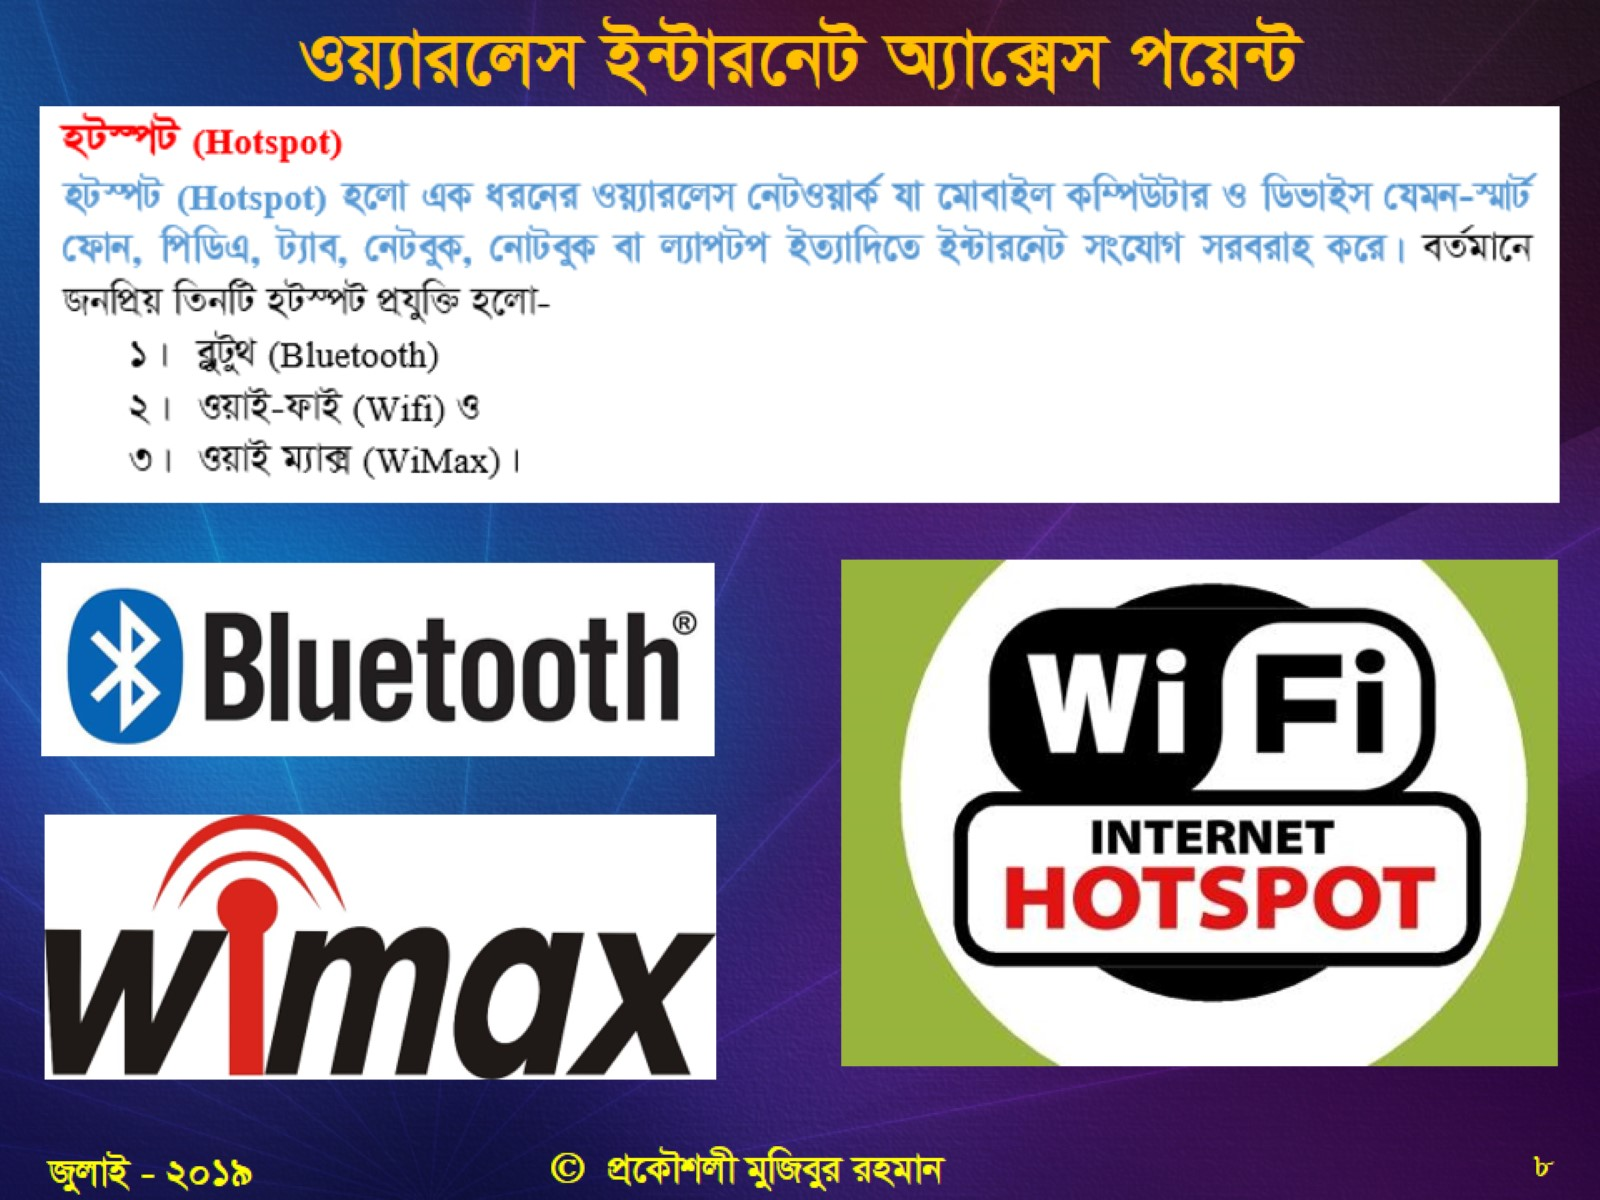 ওয়্যারলেস ইন্টারনেট অ্যাক্সেস পয়েন্ট
হটস্পট (Hotspot)
হটস্পট (Hotspot) হলো এক ধরনের ওয়্যারলেস নেটওয়ার্ক যা মোবাইল কম্পিউটার ও ডিভাইস যেমন-স্মার্ট
ফোন, পিডিএ, ট্যাব, নেটবুক, নোটবুক বা ল্যাপটপ ইত্যাদিতে ইন্টারনেট সংযোগ সরবরাহ করে। বর্তমানে
জনপ্রিয় তিনটি হটস্পট প্রযুক্তি হলো-
১। ব্লুটুথ (Bluetooth)
২। ওয়াই-ফাই (Wifi) ও
৩। ওয়াই ম্যাক্স (WiMax)।
Bluetooth®
Wi Fi
INTERNET
HOTSPOT
wimax
জুলাই - ২০১৯
© প্রকৌশলী মুজিবুর রহমান
৮